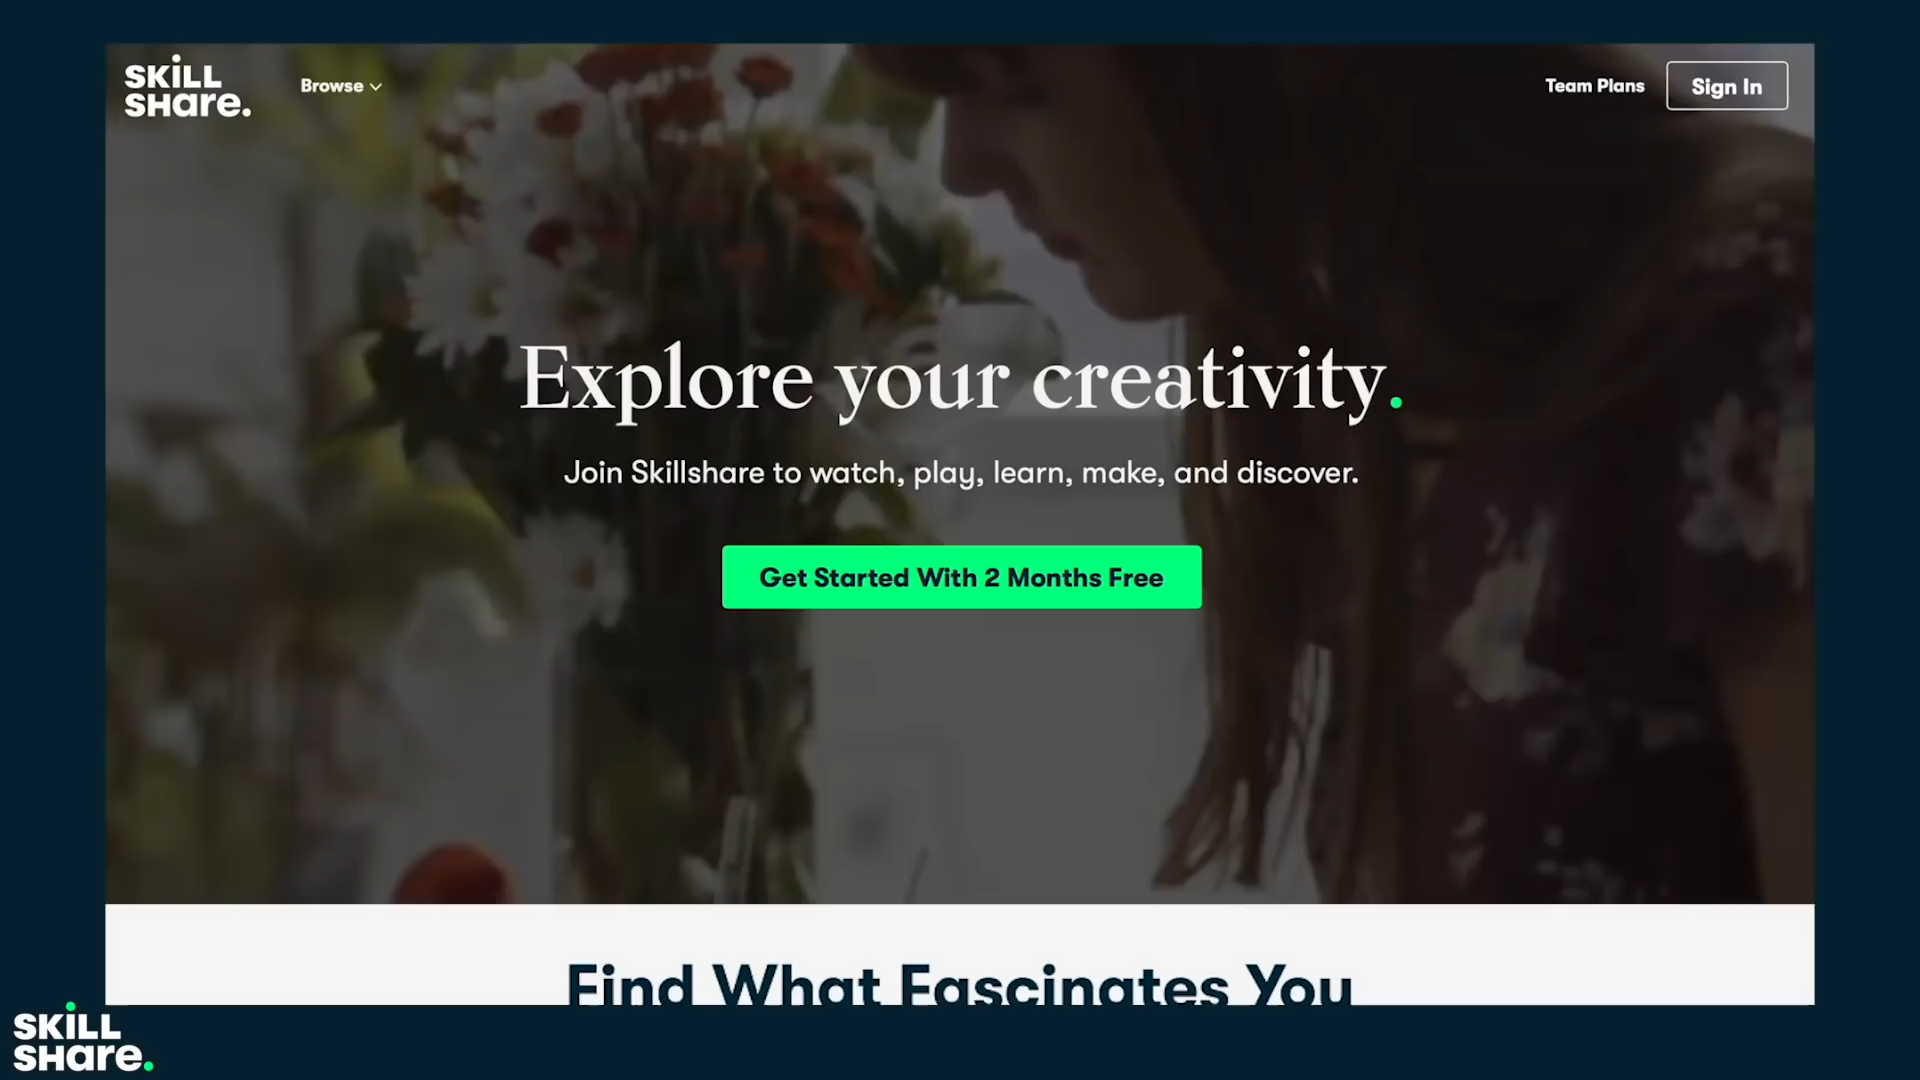 SKiLL
SHare.
Browse
Team Plans
Sign In
Explore your creativity.
Join Skillshare to watch, play, learn, make, and discover.
Get Started With 2 Months Free
Find What Fascinates You
SKiLL
SHare.